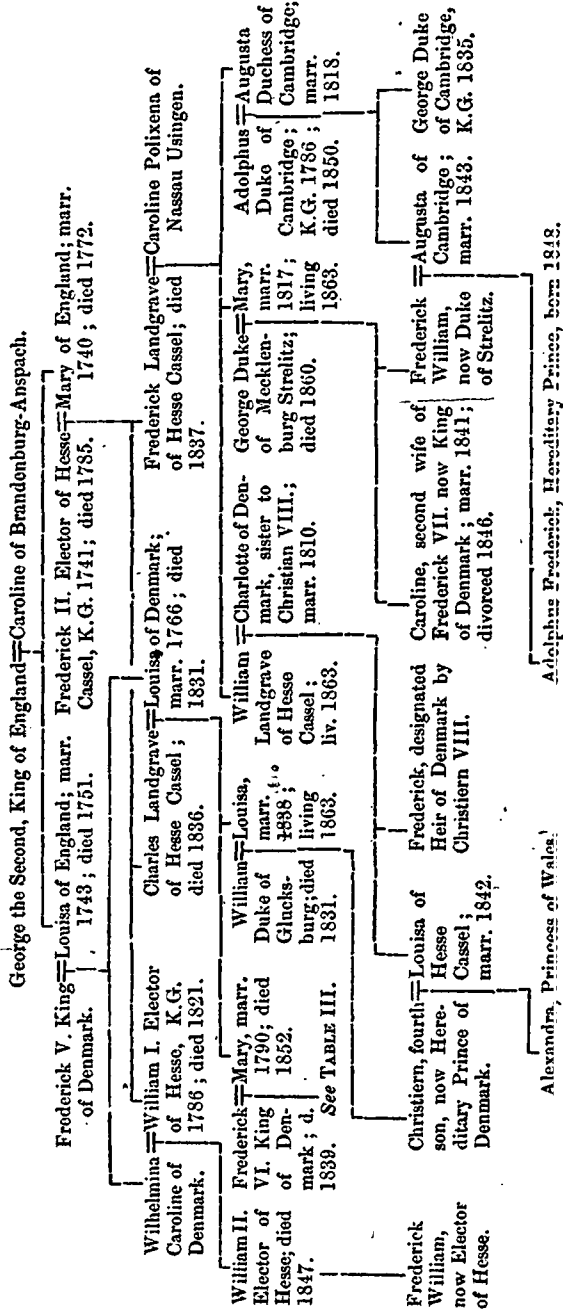 George the Second, King of England=Caroline of Brandenburg-Anspach.
Frederick V. King=Louisa of England; marr.
of Denmark. 1743; died 1751.
Frederick II. Elector of Hesse=Mary of England; marr.
Cassel, K.G. 1741; died 1785. 1740; died 1772.
Wilhelmina=William I. Elector
Caroline of of Hesse, K.G.
Denmark. 1786; died 1821.
Charles Landgrave=Louisa of Denmark;
of Hesse Cassel; marr. 1766; died
died 1836. 1831.
Frederick Landgrave=Caroline Polixena of
of Hesse Cassel; died Nassau Usingen.
1837.
William II.
Elector of
Hesse; died
1847.
Frederick=Mary, marr.
VI. King 1790; died
of Den- 1852.
mark; d.
1839. See TABLE III.
William=Louisa,
Duke of marr.
Glucks- 1838;
burg; died living
1831. 1863.
William=Charlotte of Den-
Landgrave mark, sister to
of Hesse Christian VIII.;
Cassel; marr. 1810.
liv. 1863.
George Duke=Mary,
of Mecklen- marr.
burg Strelitz; 1817;
died 1860. living
1863.
Adolphus=Augusta
Duke of Duchess of
Cambridge; Cambridge;
K.G. 1786; marr.
died 1850. 1818.
Frederick
William,
now Elector
of Hesse.
Christiern, fourth=Louisa of
son, now Here- Hesse
ditary Prince of Cassel;
Denmark. marr. 1842.
Frederick, designated
Heir of Denmark by
Christiern VIII.
Caroline, second wife of
Frederick VII. now King
of Denmark; marr. 1841;
divorced 1846.
Frederick=Augusta of
William, Cambridge;
now Duke marr. 1843.
of Strelitz.
George Duke
of Cambridge,
K.G. 1835.
Alexandra, Princess of Wales.
Adolphus Frederick, Hereditary Prince, born 1848.